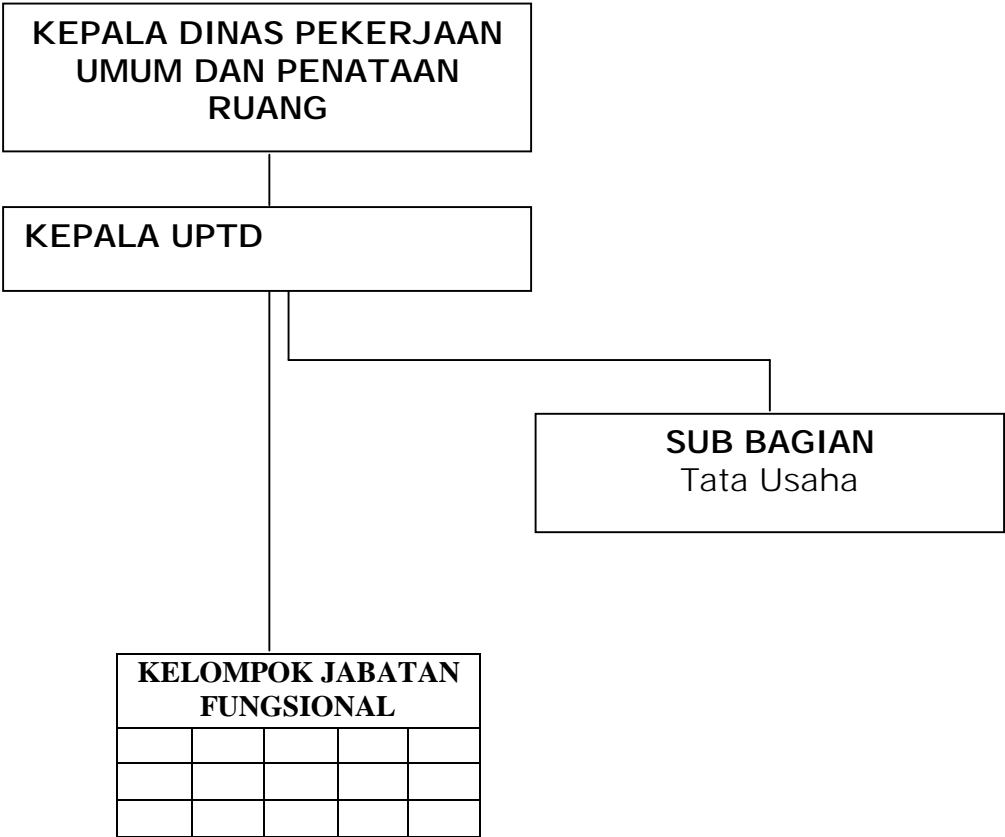 KEPALA DINAS PEKERJAAN
UMUM DAN PENATAAN
RUANG
KEPALA UPTD
SUB BAGIAN
Tata Usaha
KELOMPOK JABATAN
FUNGSIONAL